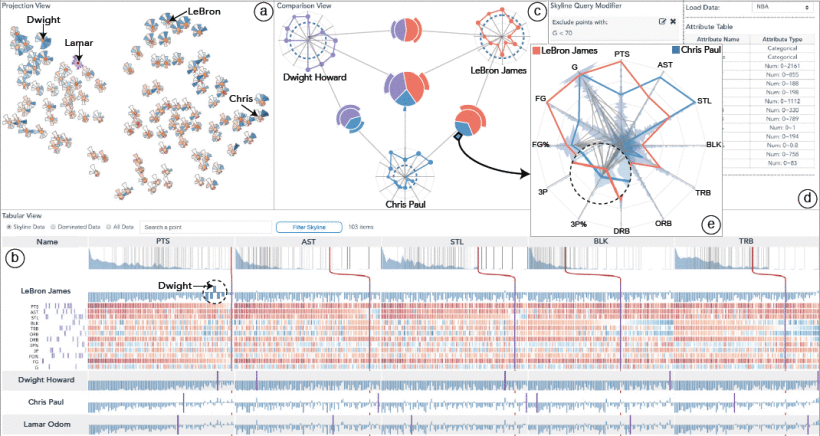 Projection View
Dwight
LeBron
Lamar
Chris
a
Comparison View
Dwight Howard
LeBron James
Chris Paul
c
Skyline Query Modifier
Exclude points with:
G < 70
Load Data:
NBA
Attribute Table
Attribute Name
Attribute Type
Categorical
Categorical
Num: 0~2161
Num: 0~855
Num: 0~188
Num: 0~198
Num: 0~1112
Num: 0~320
Num: 0~789
Num: 0~1
Num: 0~194
Num: 0~0.8
Num: 0~756
Num: 0~83
d
LeBron James
Chris Paul
PTS
G
AST
FG
STL
FG%
BLK
3P
TRB
3P%
ORB
DRB
e
Tabular View
Skyline Data
Dominated Data
All Data
Search a point
Filter Skyline
103 items
Name
PTS
AST
STL
BLK
TRB
b
LeBron James
Dwight
PTS
AST
STL
BLK
TRB
ORB
DRB
3P%
3P
FG%
FG
G
Dwight Howard
Chris Paul
Lamar Odom